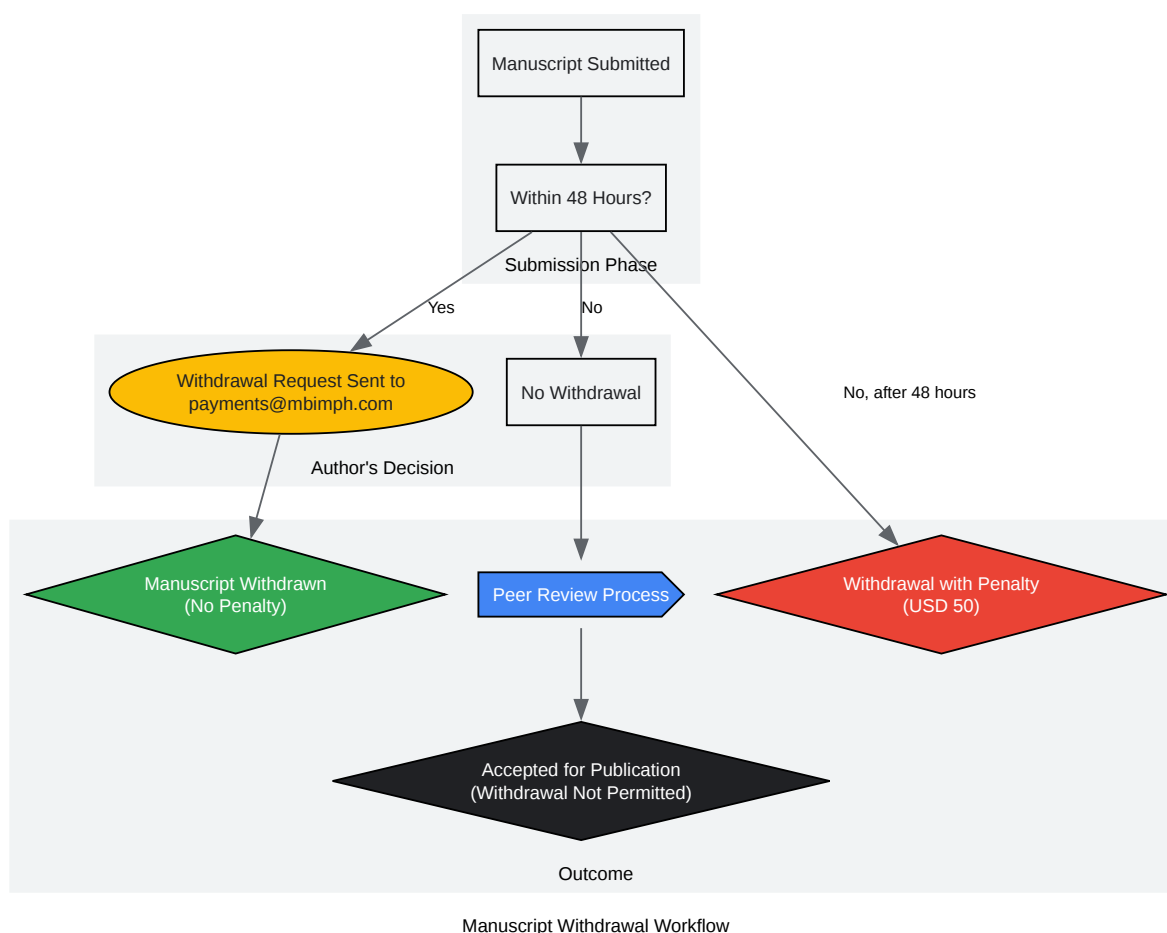 Manuscript Submitted
Within 48 Hours?
Submission Phase
Yes
No
Withdrawal Request Sent to
payments@mbimph.com
No Withdrawal
No, after 48 hours
Author's Decision
Manuscript Withdrawn
(No Penalty)
Peer Review Process
Withdrawal with Penalty
(USD 50)
Accepted for Publication
(Withdrawal Not Permitted)
Outcome
Manuscript Withdrawal Workflow